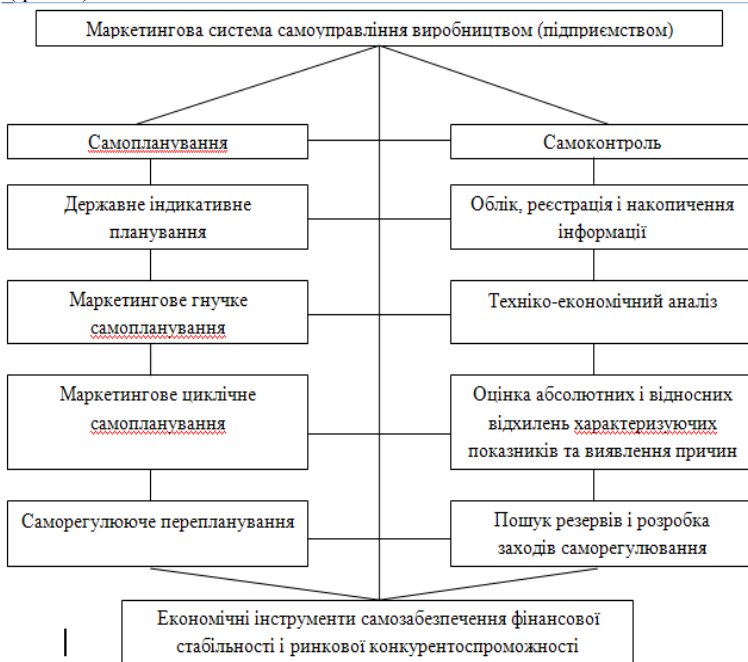 Маркетингова система самоуправління виробництвом (підприємством)
Самопланування
Державне індикативне
планування
Маркетингове гнучке
самопланування
Маркетингове циклічне
самопланування
Саморегулююче перепланування
Самоконтроль
Облік, реєстрація і накопичення
інформації
Техніко-економічний аналіз
Оцінка абсолютних і відносних
відхилень характеризуючих
показників та виявлення причин
Пошук резервів і розробка
заходів саморегулювання
Економічні інструменти самозабезпечення фінансової
стабільності і ринкової конкурентоспроможності